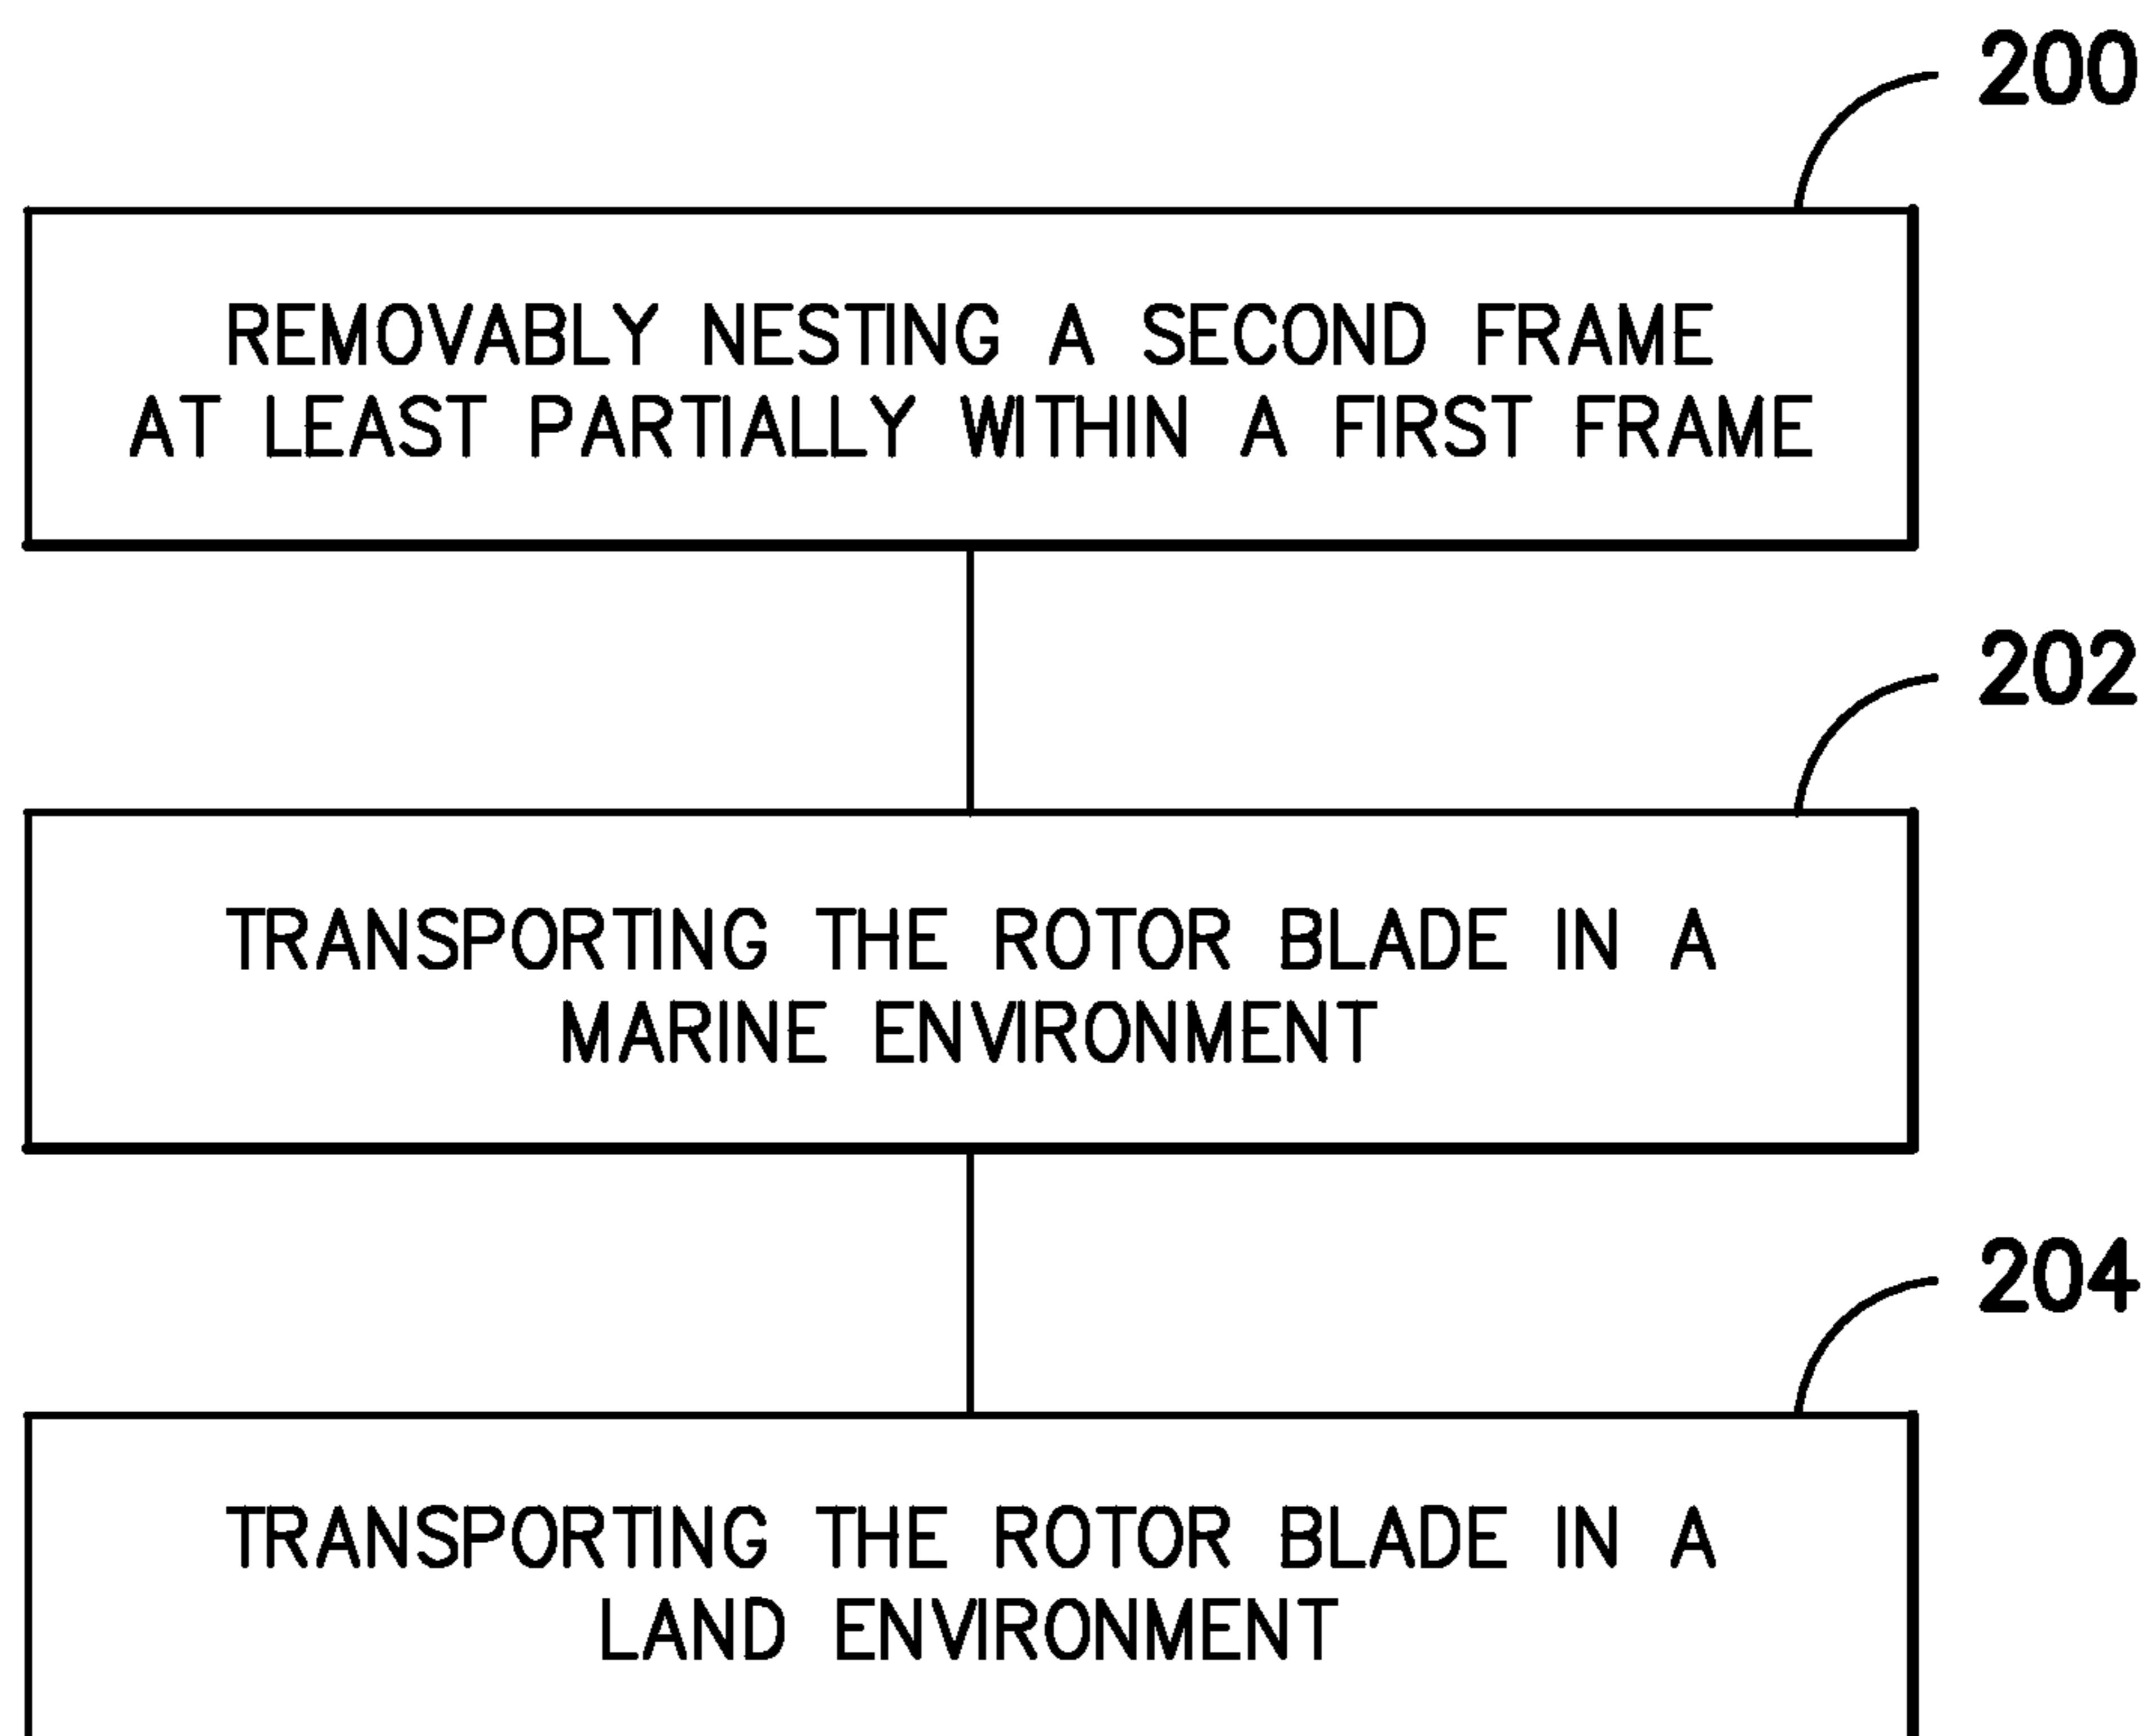 200
REMOVABLY NESTING A SECOND FRAME
AT LEAST PARTIALLY WITHIN A FIRST FRAME
202
TRANSPORTING THE ROTOR BLADE IN A
MARINE ENVIRONMENT
204
TRANSPORTING THE ROTOR BLADE IN A
LAND ENVIRONMENT